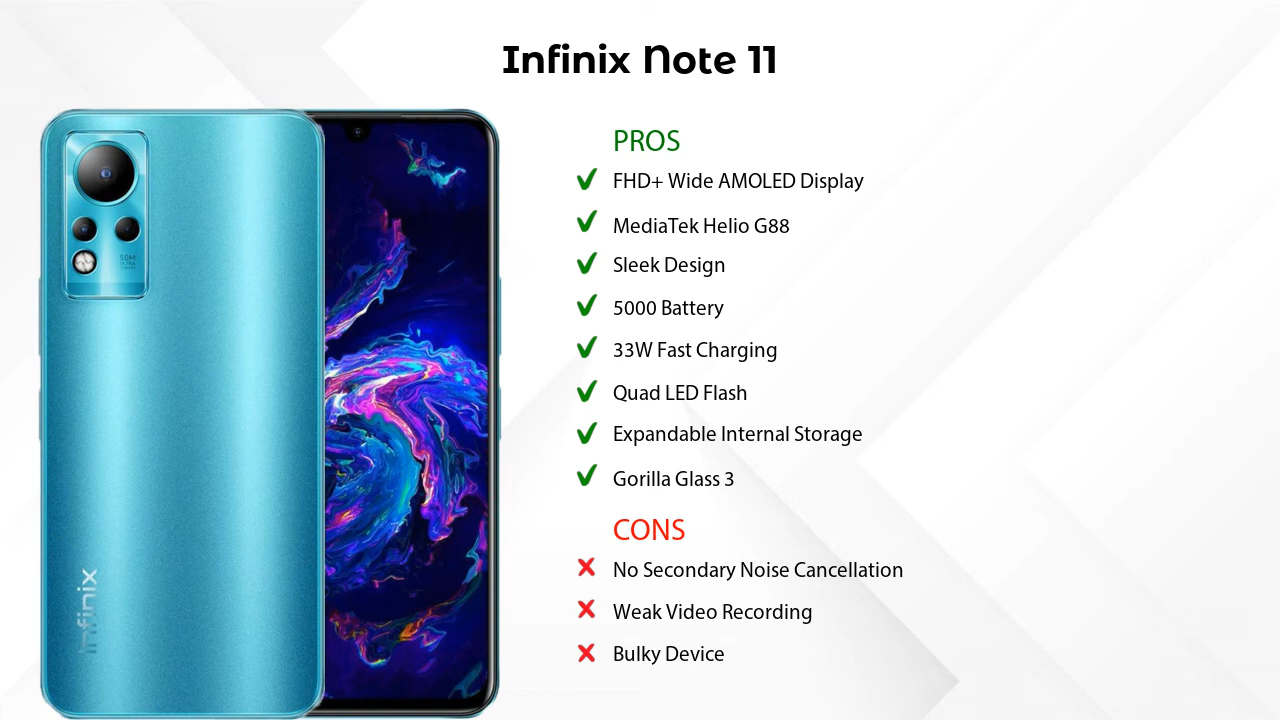 Infinix Note 11
PROS
FHD+ Wide AMOLED Display
MediaTek Helio G88
Sleek Design
5000 Battery
33W Fast Charging
Quad LED Flash
Expandable Internal Storage
Gorilla Glass 3
CONS
No Secondary Noise Cancellation
Weak Video Recording
Bulky Device
50M
ULTRA
Infinix